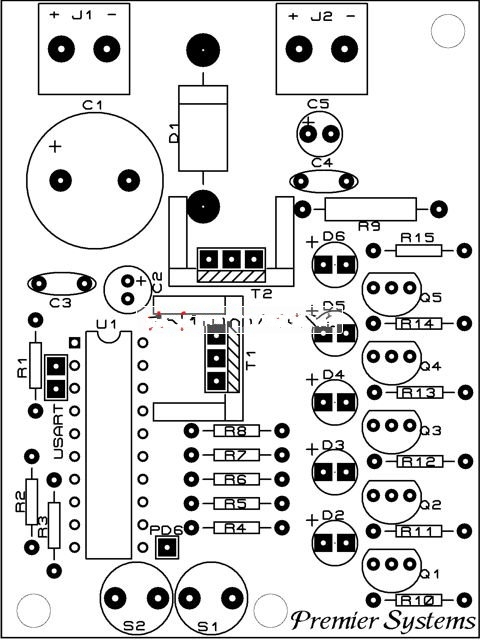 + J1 -
+ J2 -
C1
C5
+
+
D1
C4
R9
D6
R15
+
C2
+
C3
T2
Q5
D5
+
R14
U1
T1
R1
Q4
D4
+
R13
USART
R8
Q3
R7
D3
+
R12
R6
R2
R5
Q2
R3
D2
+
PD6
R4
R11
Q1
R10
S2
S1
Premier Systems